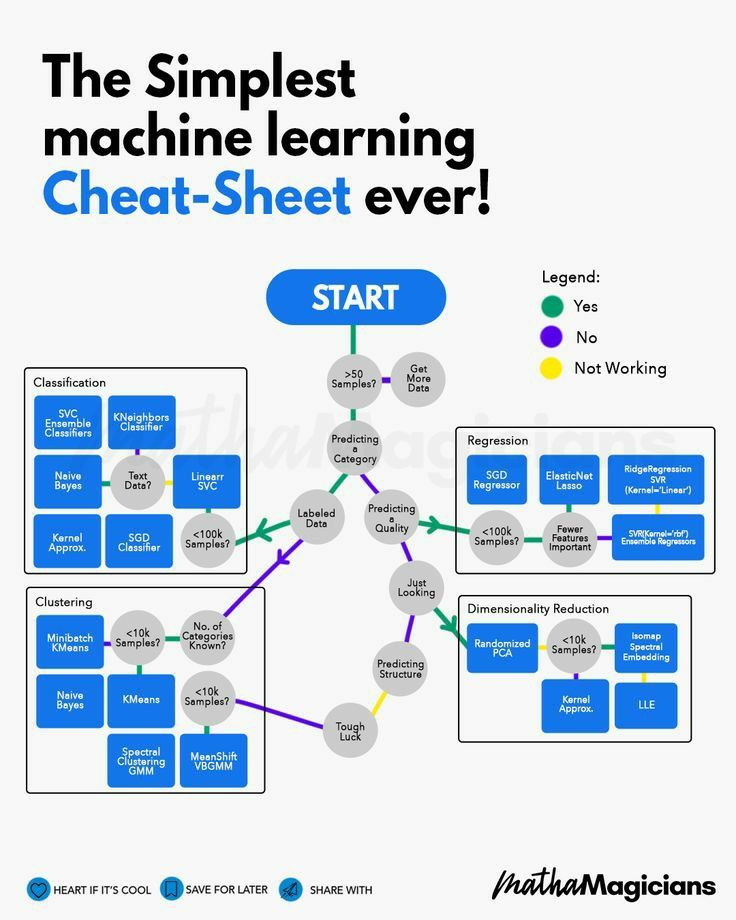 The Simplest
machine learning
Cheat-Sheet ever!
START
Legend:
Yes
No
Not Working
>50
Samples?
Get
More
Data
Predicting
a
Category
Labeled
Data
Predicting
a
Quality
Just
Looking
Predicting
Structure
Tough
Luck
Classification
SVC
Ensemble
Classifiers
KNeighbors
Classifier
Naive
Bayes
Text
Data?
Linearr
SVC
Kernel
Approx.
SGD
Classifier
<100k
Samples?
Regression
SGD
Regressor
ElasticNet
Lasso
RidgeRegression
SVR
(Kernel='Linear')
<100k
Samples?
Fewer
Features
Important
SVR(Kernel='rbf')
Ensemble Regressors
Clustering
Minibatch
KMeans
<10k
Samples?
No. of
Categories
Known?
Naive
Bayes
KMeans
<10k
Samples?
Spectral
Clustering
GMM
MeanShift
VBGMM
Dimensionality Reduction
Randomized
PCA
<10k
Samples?
Isomap
Spectral
Embedding
Kernel
Approx.
LLE
MathaMagicians
HEART IF IT'S COOL
SAVE FOR LATER
SHARE WITH
MathaMagicians